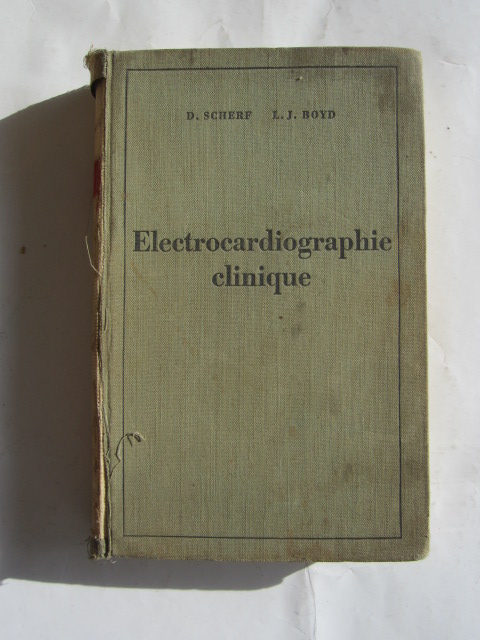 D. SCHERF L. J. BOYD
Electrocardiographie
clinique